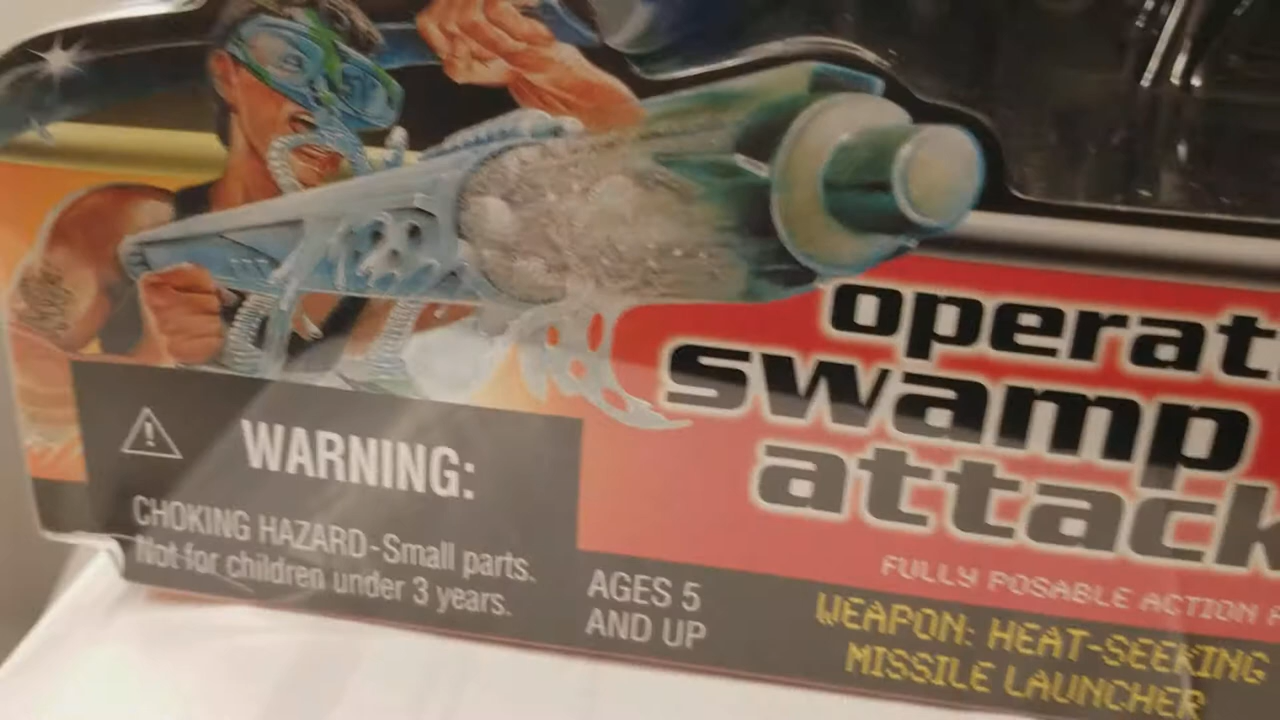 operat
swamp
attack
WARNING:
CHOKING HAZARD-Small parts.
Not for children under 3 years.
AGES 5
AND UP
FULLY POSABLE ACTION
WEAPON: HEAT-SEEKING
MISSILE LAUNCHER